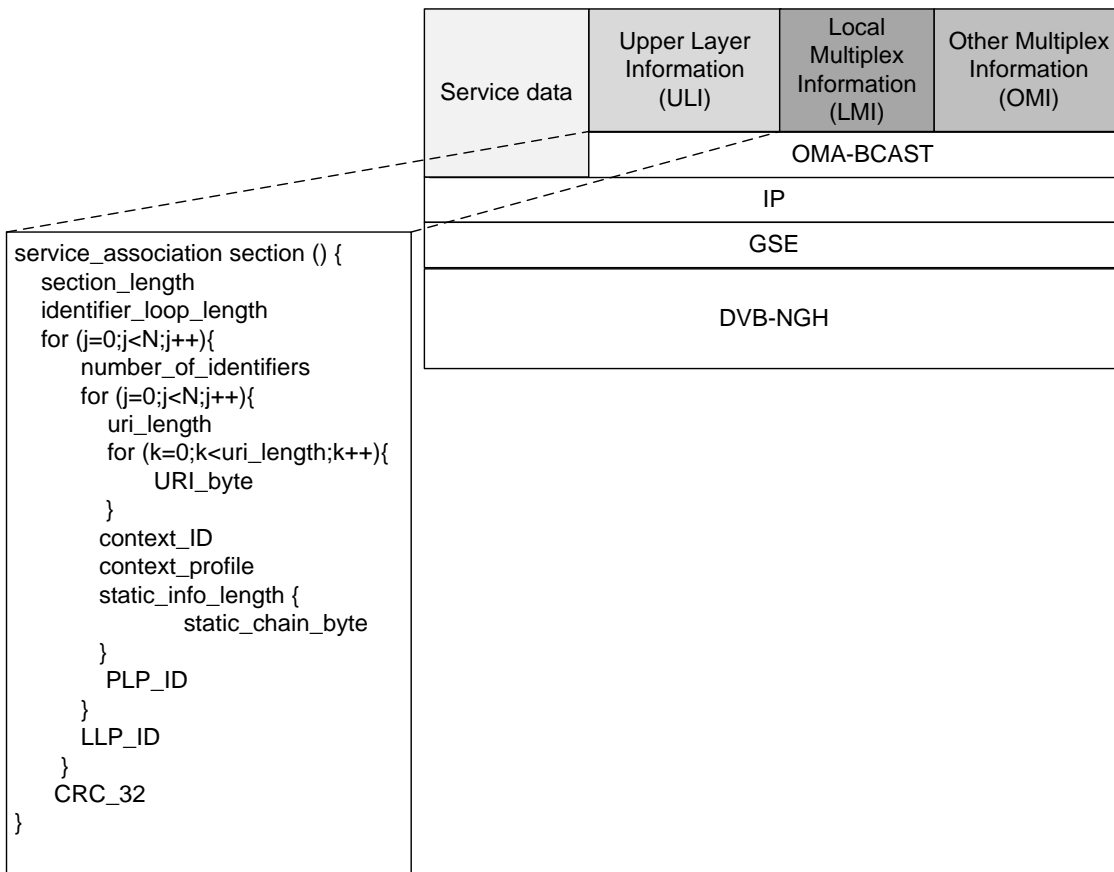 Service data
Upper Layer
Information
(ULI)
Local
Multiplex
Information
(LMI)
Other Multiplex
Information
(OMI)
OMA-BCAST
IP
GSE
DVB-NGH
service_association section () {
section_length
identifier_loop_length
for (j=0;j<N;j++){
number_of_identifiers
for (j=0;j<N;j++){
uri_length
for (k=0;k<uri_length;k++){
URI_byte
}
context_ID
context_profile
static_info_length {
static_chain_byte
}
PLP_ID
}
LLP_ID
}
CRC_32
}